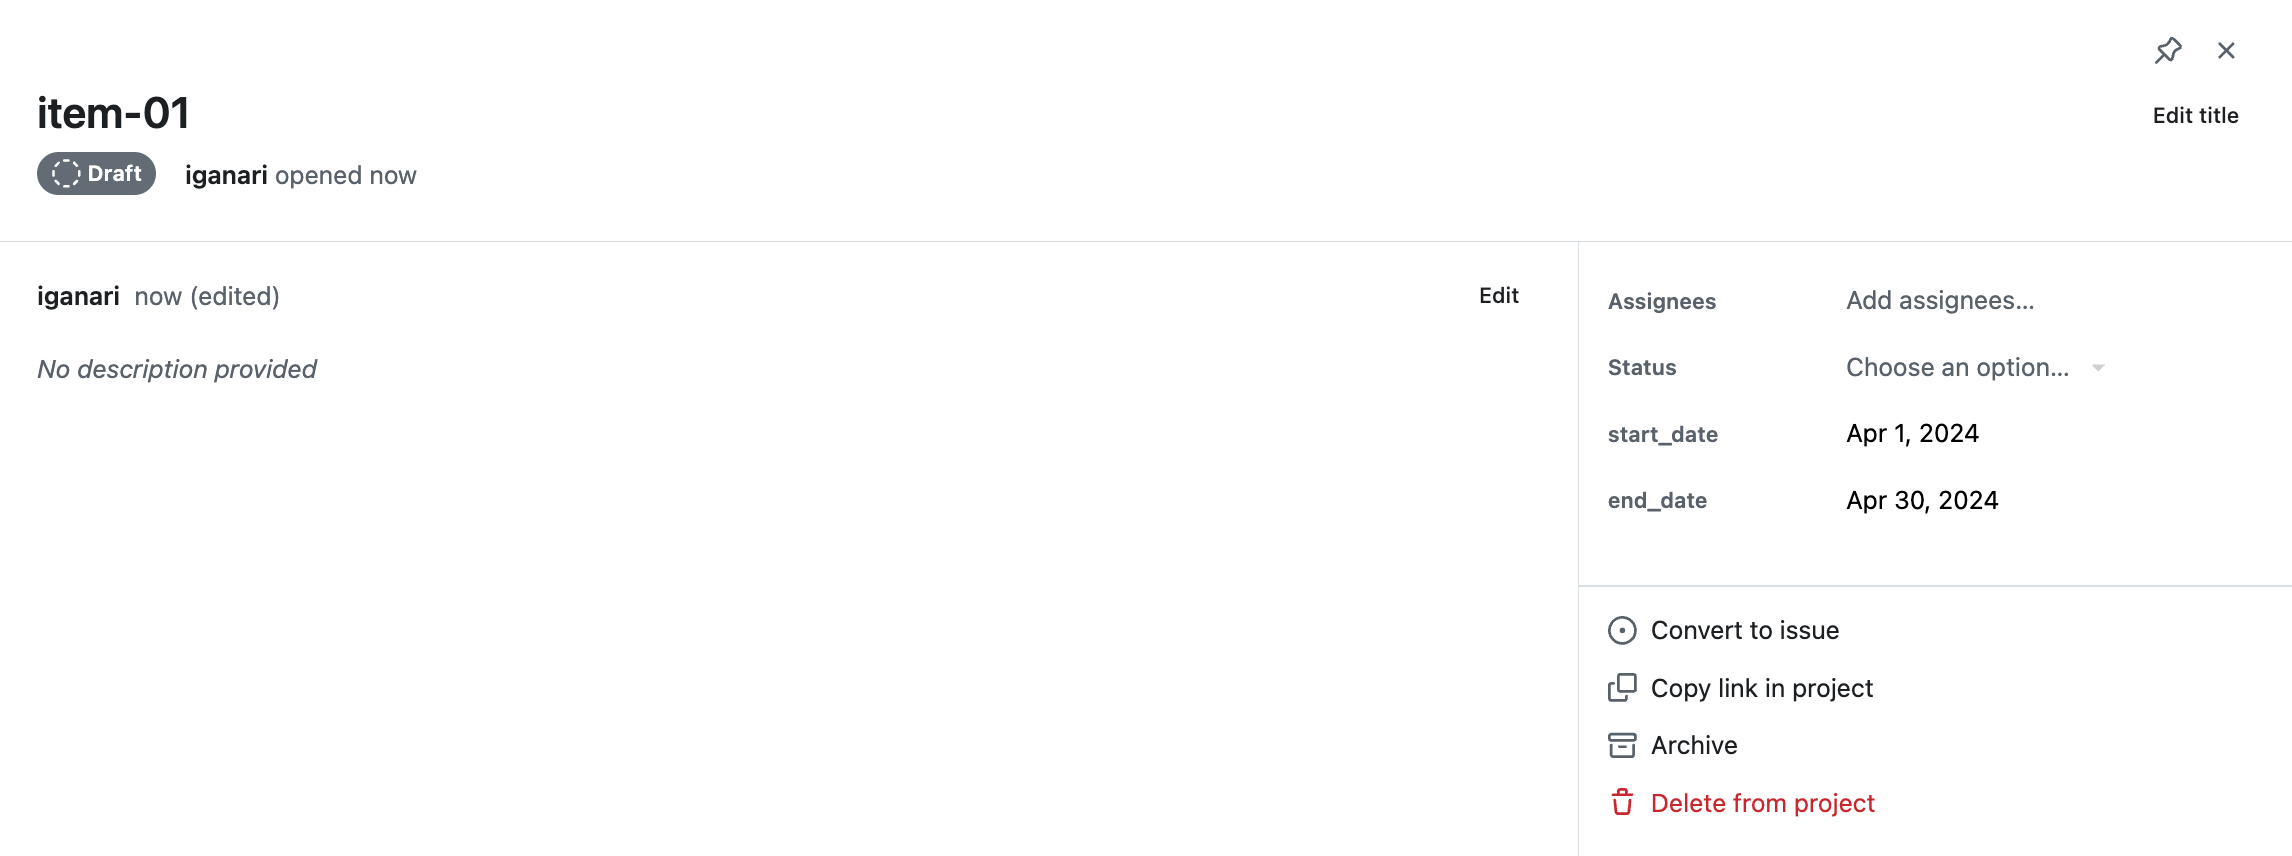 item-01
Edit title
Draft
iganari opened now
iganari now (edited)
Edit
No description provided
Assignees Add assignees...
Status Choose an option...
start_date Apr 1, 2024
end_date Apr 30, 2024
Convert to issue
Copy link in project
Archive
Delete from project